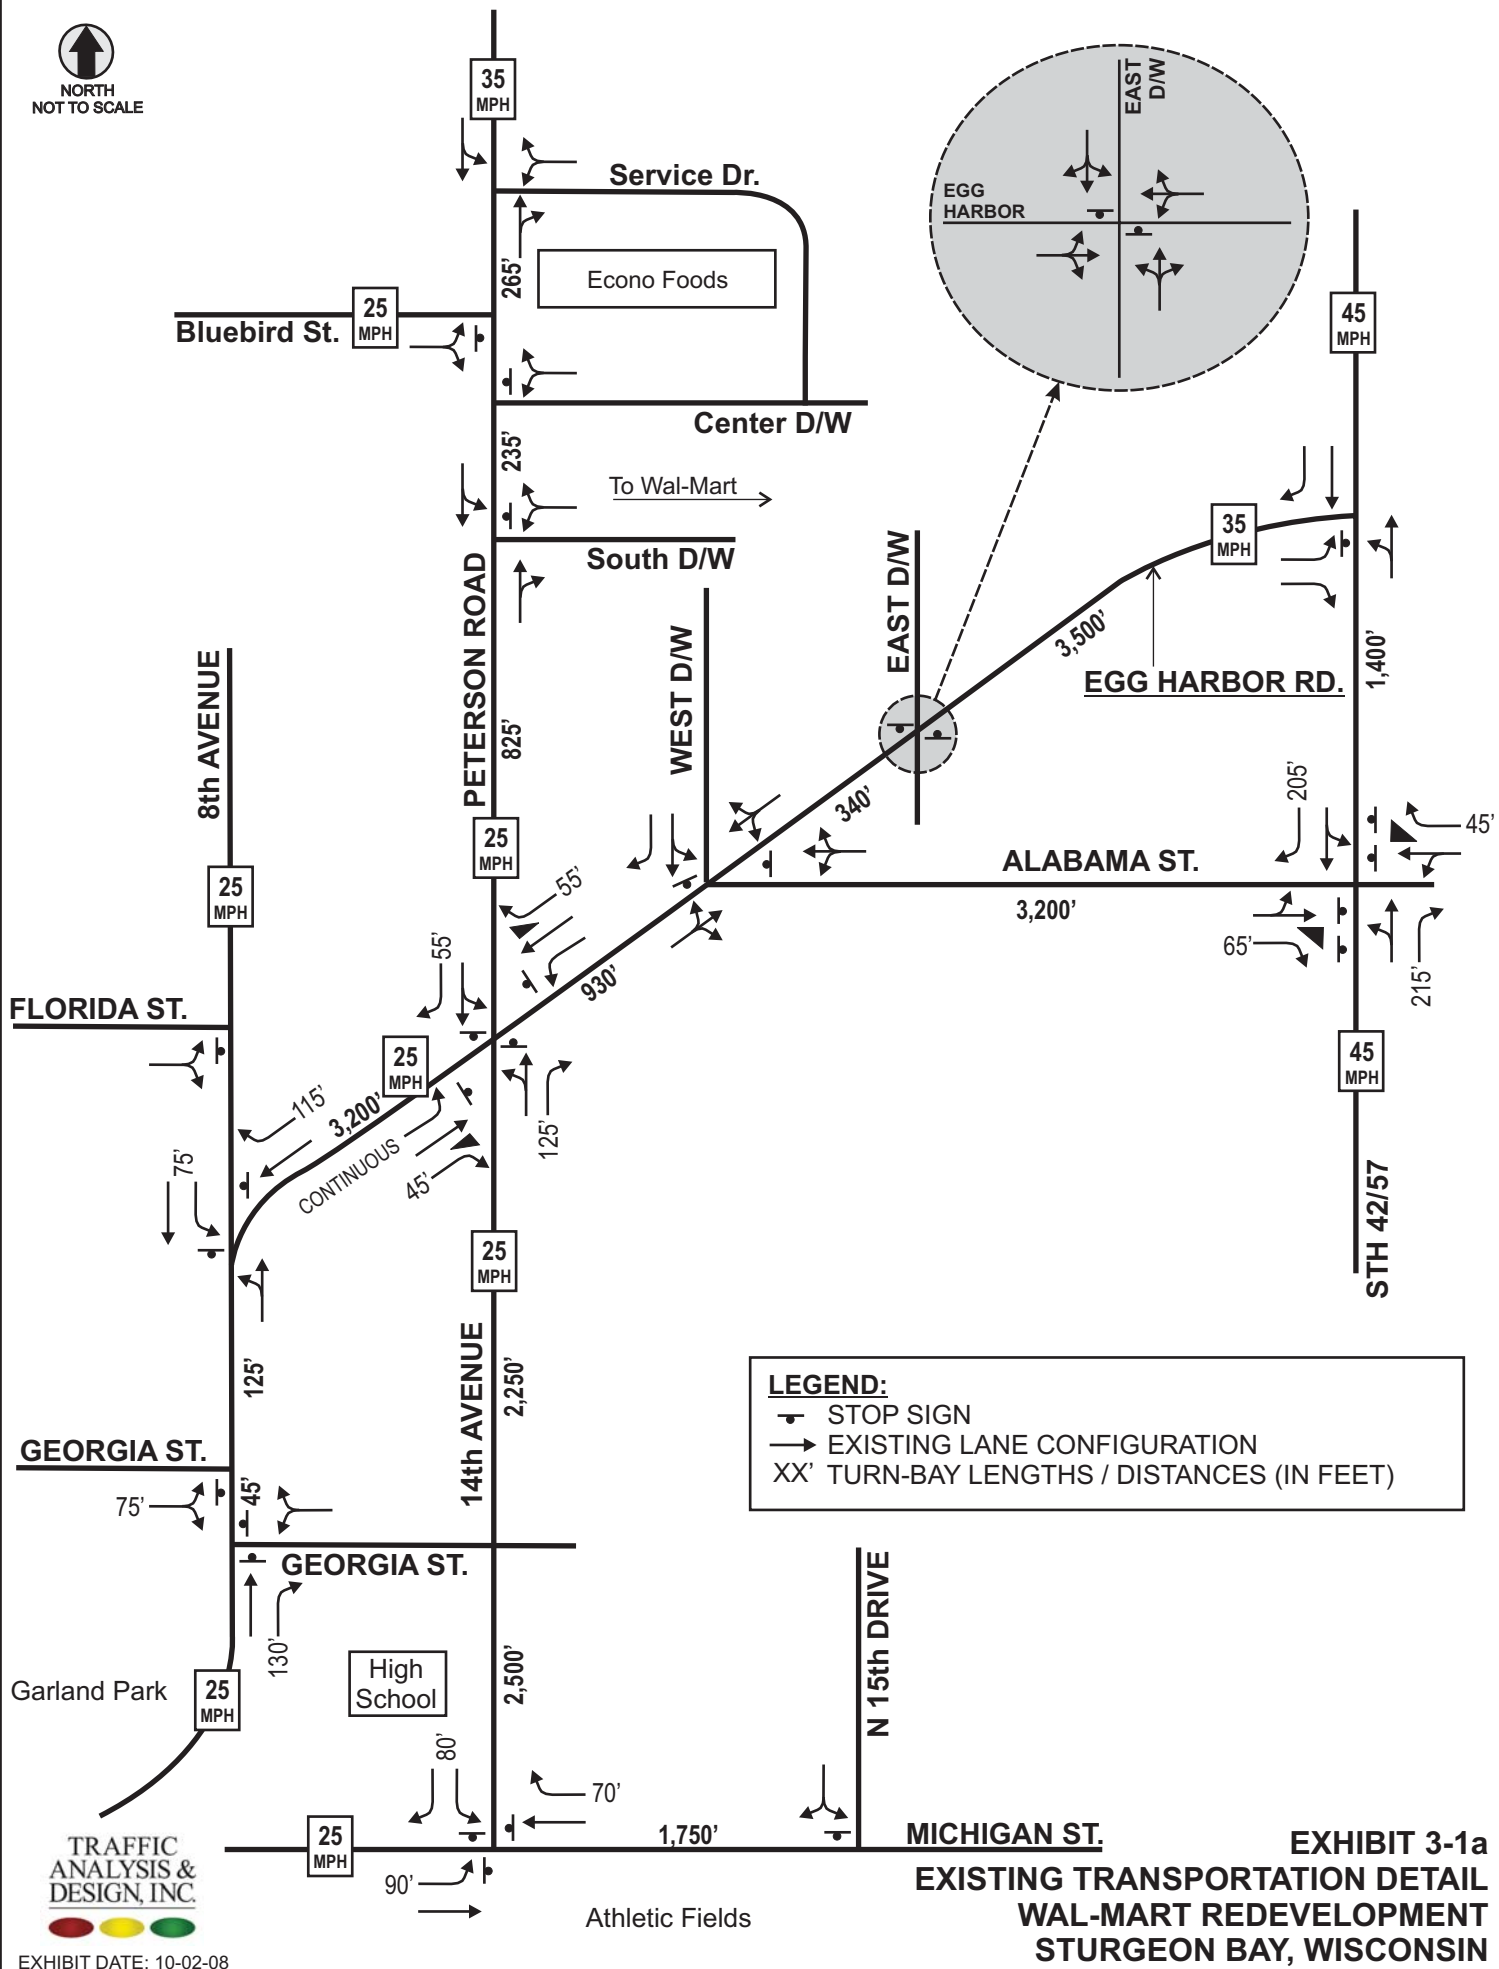 NORTH
NOT TO SCALE
35
MPH
Service Dr.
265'
Econo Foods
25
MPH
Bluebird St.
Center D/W
235'
To Wal-Mart
South D/W
EAST
D/W
EGG
HARBOR
45
MPH
35
MPH
EAST D/W
3,500'
EGG HARBOR RD.
1,400'
WEST D/W
PETERSON ROAD
825'
8th AVENUE
25
MPH
25
MPH
340'
205'
45'
ALABAMA ST.
3,200'
65'
215'
55'
55'
930'
FLORIDA ST.
25
MPH
45
MPH
115'
3,200'
CONTINUOUS
125'
45'
75'
STH 42/57
25
MPH
125'
14th AVENUE
2,250'
LEGEND:
STOP SIGN
EXISTING LANE CONFIGURATION
XX' TURN-BAY LENGTHS / DISTANCES (IN FEET)
GEORGIA ST.
75'
45'
GEORGIA ST.
130'
N 15th DRIVE
Garland Park
25
MPH
High
School
2,500'
80'
70'
25
MPH
1,750'
MICHIGAN ST.
90'
Athletic Fields
TRAFFIC
ANALYSIS &
DESIGN, INC.
EXHIBIT DATE: 10-02-08
EXHIBIT 3-1a
EXISTING TRANSPORTATION DETAIL
WAL-MART REDEVELOPMENT
STURGEON BAY, WISCONSIN